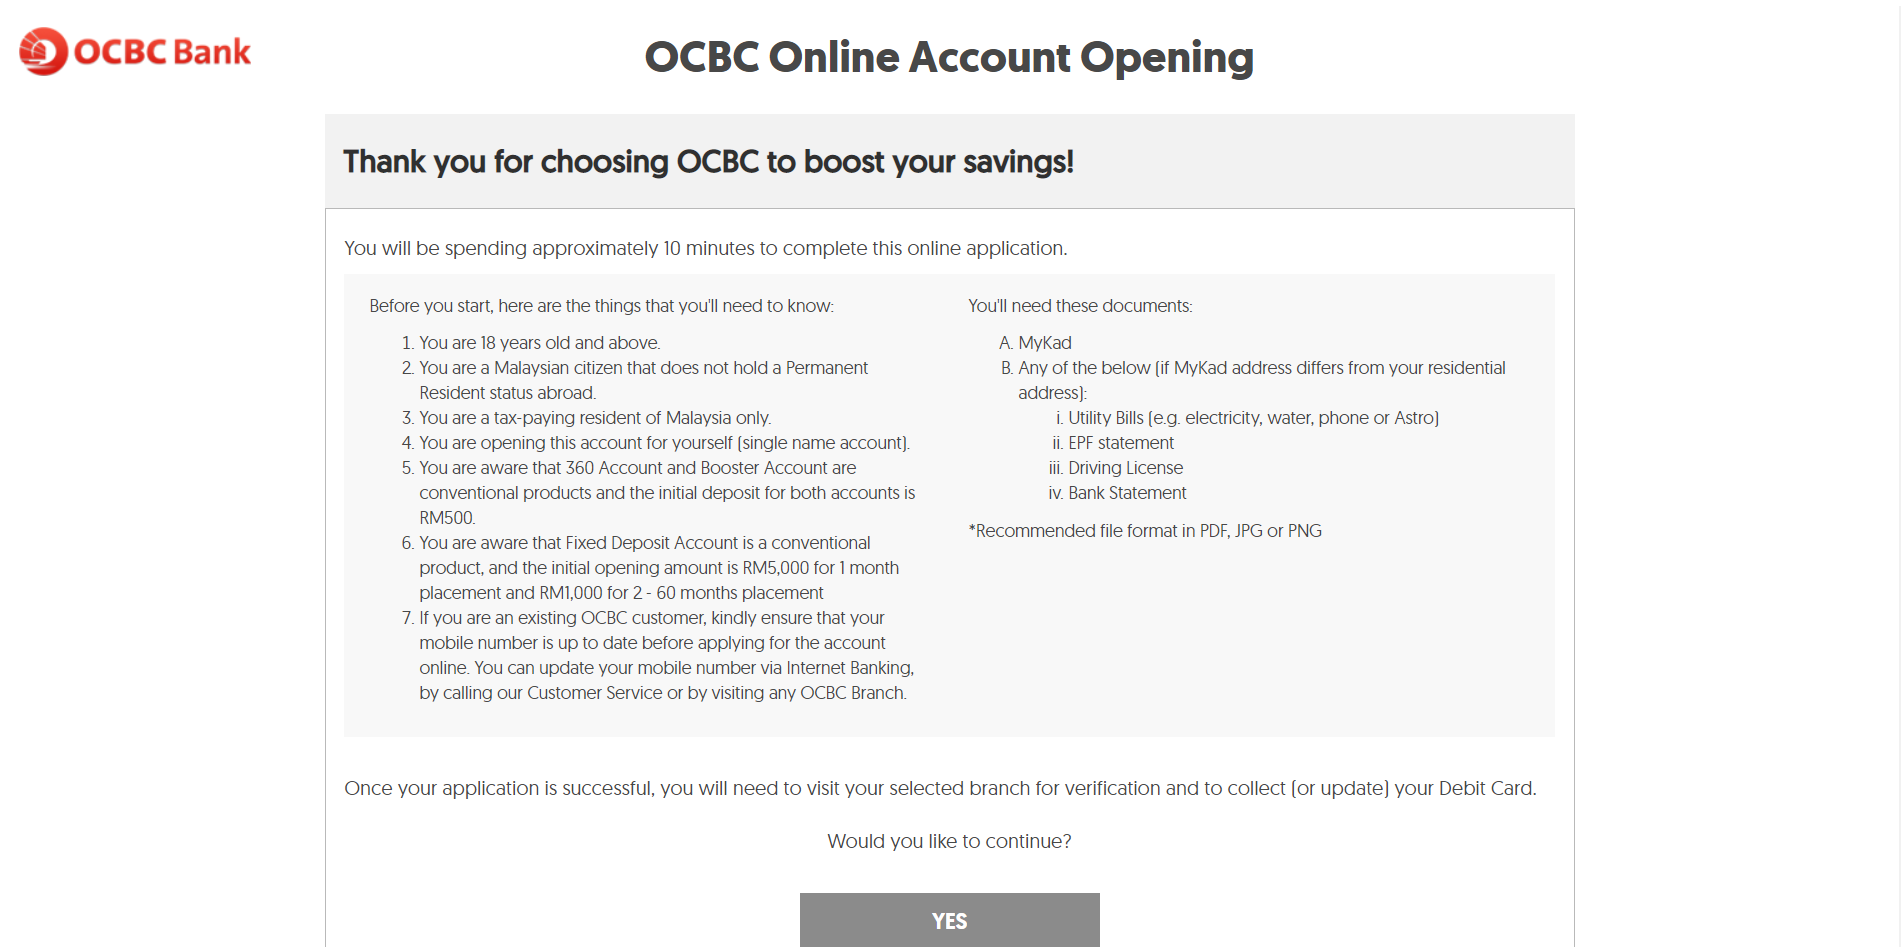 OCBC Bank
OCBC Online Account Opening
Thank you for choosing OCBC to boost your savings!
You will be spending approximately 10 minutes to complete this online application.
Before you start, here are the things that you'll need to know:
1. You are 18 years old and above.
2. You are a Malaysian citizen that does not hold a Permanent
Resident status abroad.
3. You are a tax-paying resident of Malaysia only.
4. You are opening this account for yourself (single name account).
5. You are aware that 360 Account and Booster Account are
conventional products and the initial deposit for both accounts is
RM500.
6. You are aware that Fixed Deposit Account is a conventional
product, and the initial opening amount is RM5,000 for 1 month
placement and RM1,000 for 2 - 60 months placement
7. If you are an existing OCBC customer, kindly ensure that your
mobile number is up to date before applying for the account
online. You can update your mobile number via Internet Banking,
by calling our Customer Service or by visiting any OCBC Branch.
You'll need these documents:
A. MyKad
B. Any of the below (if MyKad address differs from your residential
address):
i. Utility Bills (e.g. electricity, water, phone or Astro)
ii. EPF statement
iii. Driving License
iv. Bank Statement
*Recommended file format in PDF, JPG or PNG
Once your application is successful, you will need to visit your selected branch for verification and to collect (or update) your Debit Card.
Would you like to continue?
YES